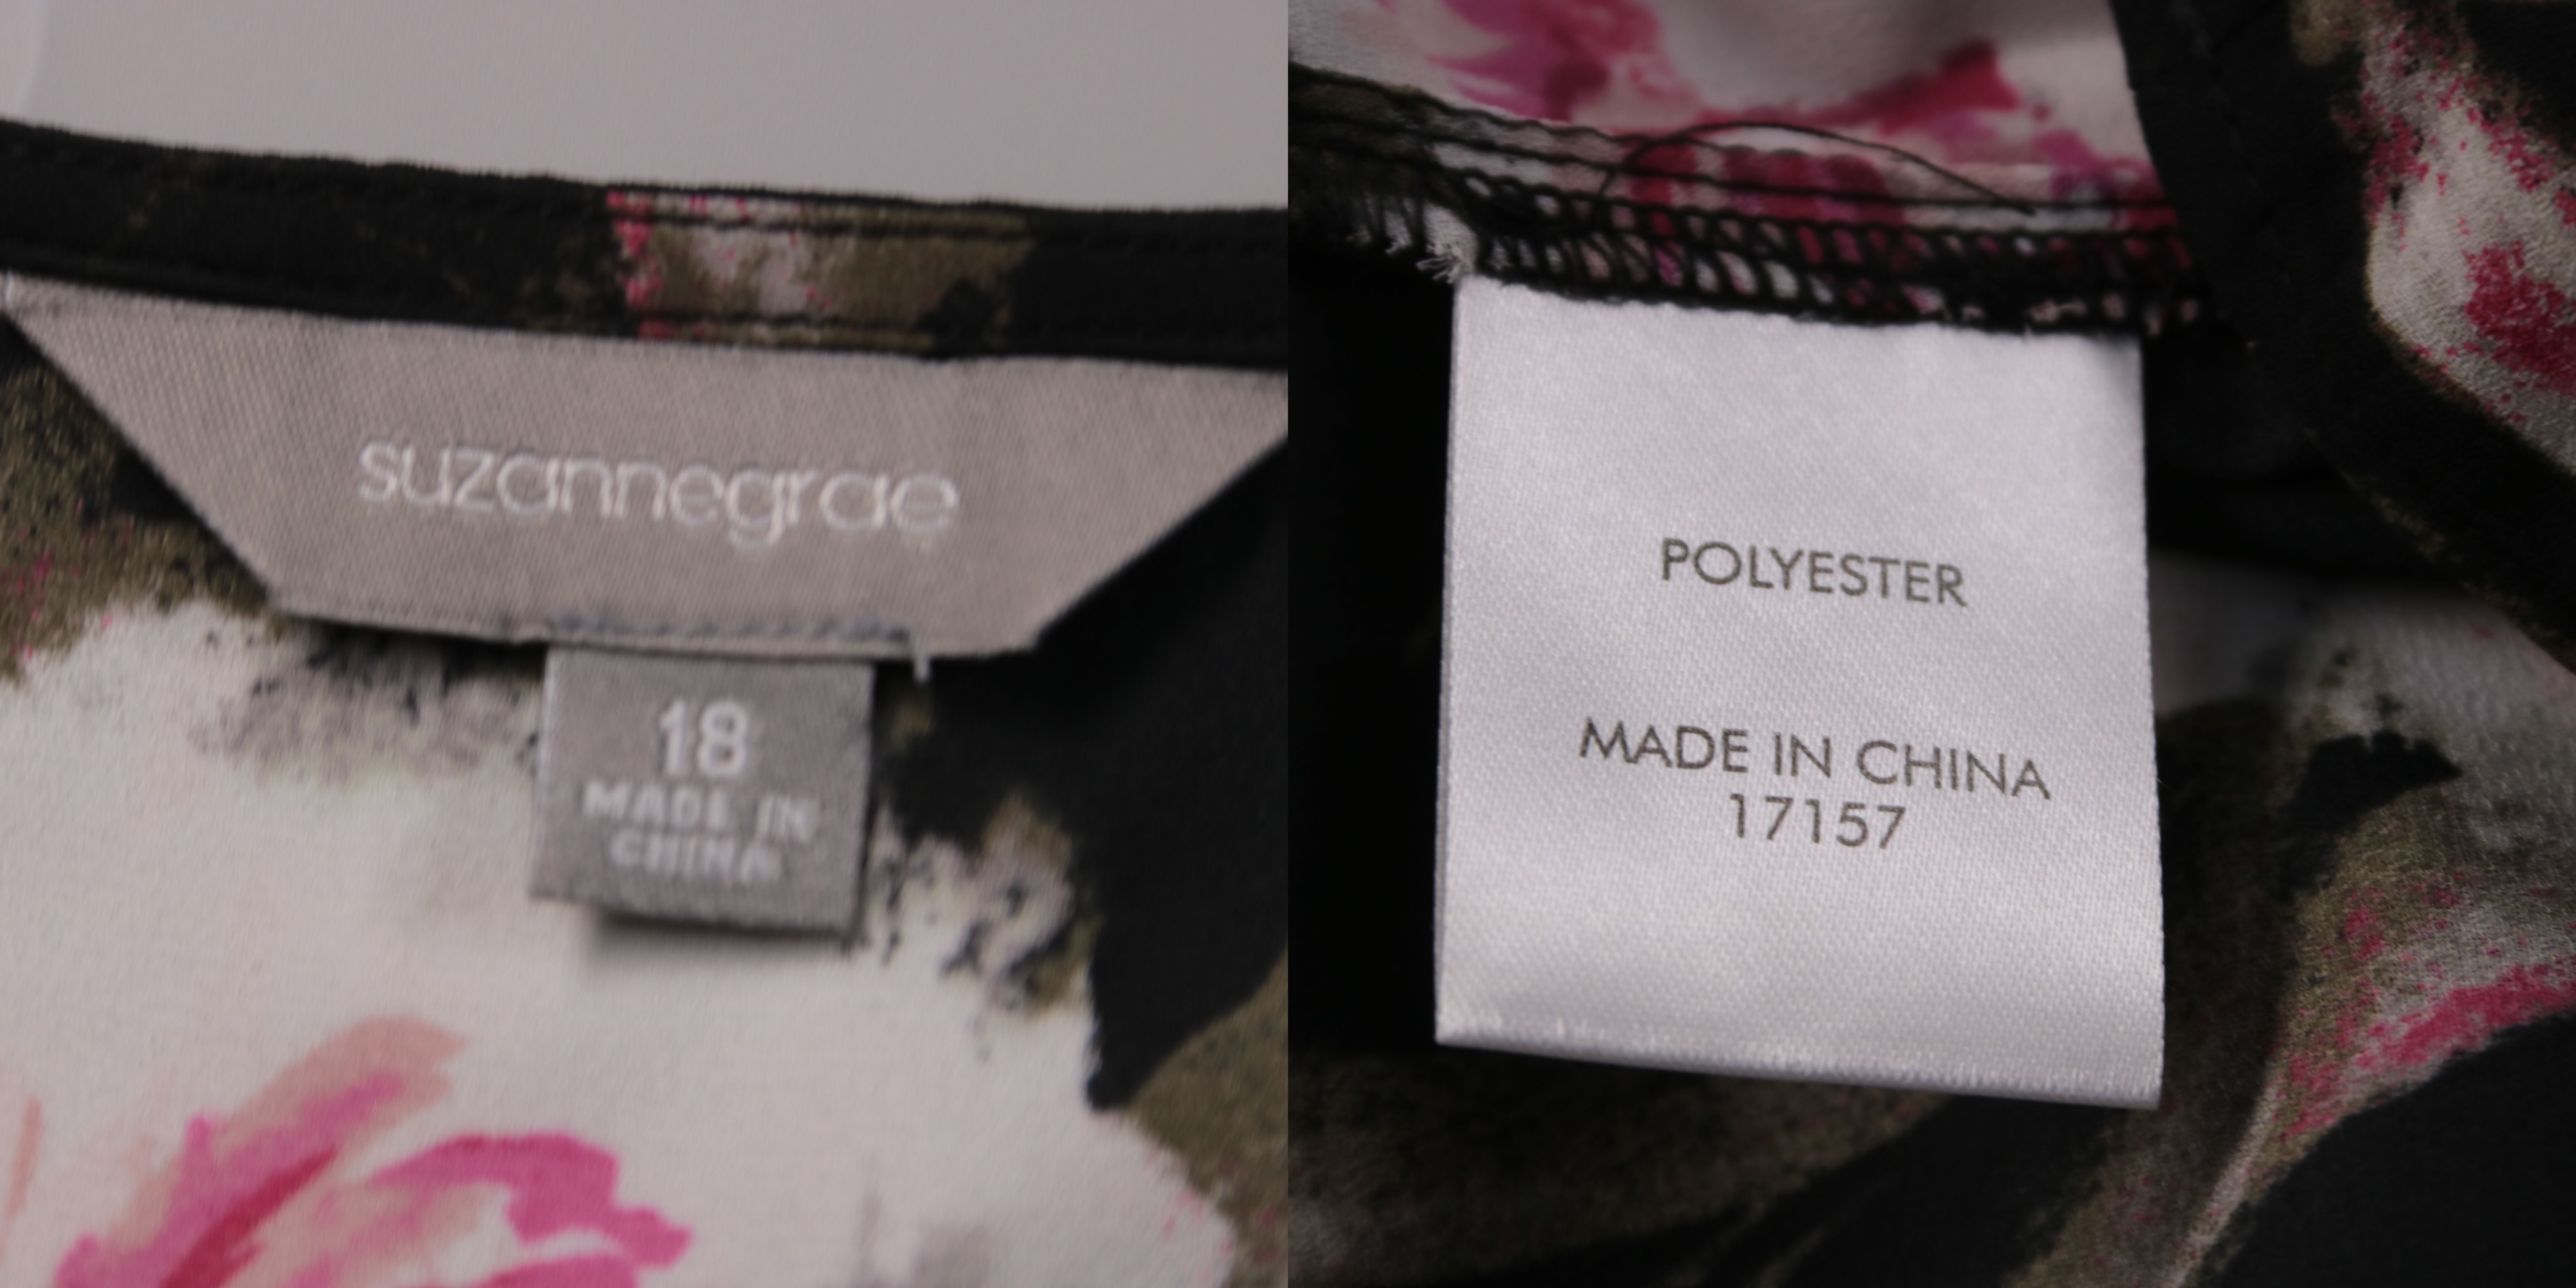 suzannegrae
18
MADE IN
CHINA
POLYESTER
MADE IN CHINA
17157